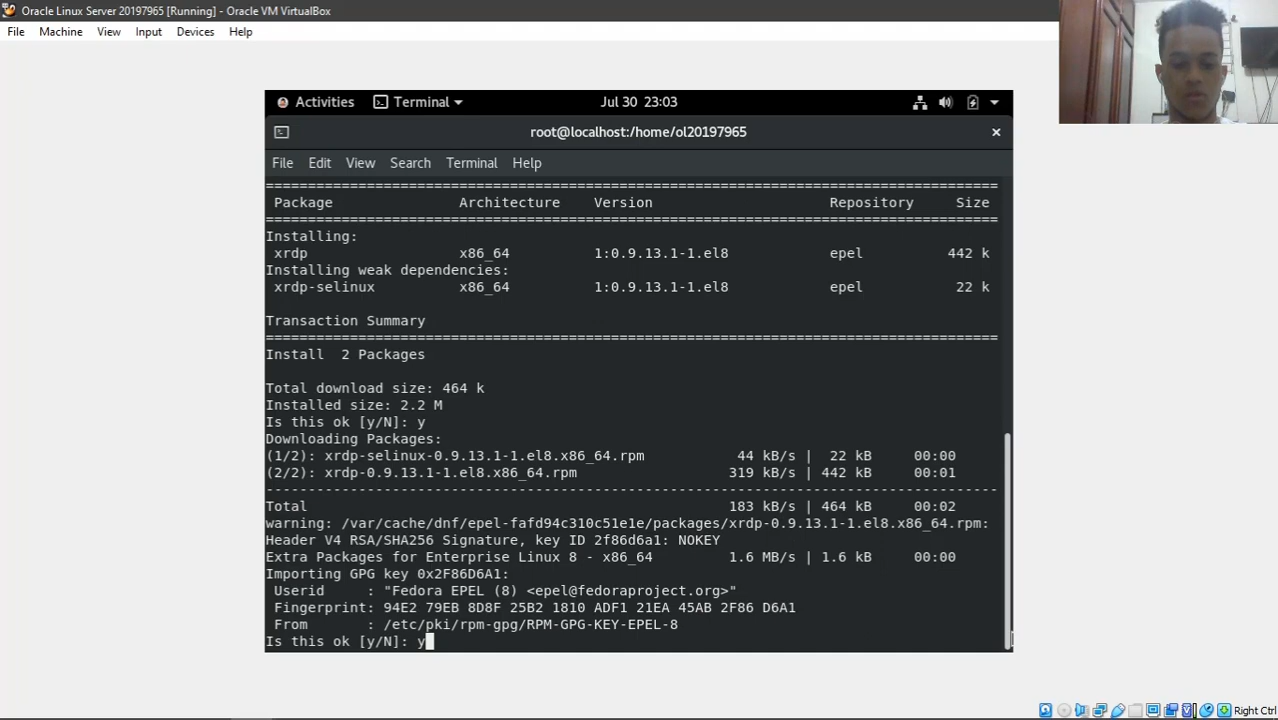 Oracle Linux Server 20197965 [Running] - Oracle VM VirtualBox
File Machine View Input Devices Help
Activities Terminal Jul 30 23:03
root@localhost:/home/ol20197965
File Edit View Search Terminal Help
================================================================================
Package Architecture Version Repository Size
================================================================================
Installing:
xrdp x86_64 1:0.9.13.1-1.el8 epel 442 k
Installing weak dependencies:
xrdp-selinux x86_64 1:0.9.13.1-1.el8 epel 22 k
Transaction Summary
================================================================================
Install 2 Packages
Total download size: 464 k
Installed size: 2.2 M
Is this ok [y/N]: y
Downloading Packages:
(1/2): xrdp-selinux-0.9.13.1-1.el8.x86_64.rpm 44 kB/s | 22 kB 00:00
(2/2): xrdp-0.9.13.1-1.el8.x86_64.rpm 319 kB/s | 442 kB 00:01
--------------------------------------------------------------------------------
Total 183 kB/s | 464 kB 00:02
warning: /var/cache/dnf/epel-fafd94c310c51e1e/packages/xrdp-0.9.13.1-1.el8.x86_64.rpm:
Header V4 RSA/SHA256 Signature, key ID 2f86d6a1: NOKEY
Extra Packages for Enterprise Linux 8 - x86_64 1.6 MB/s | 1.6 kB 00:00
Importing GPG key 0x2F86D6A1:
Userid : "Fedora EPEL (8) <epel@fedoraproject.org>"
Fingerprint: 94E2 79EB 8D8F 25B2 1810 ADF1 21EA 45AB 2F86 D6A1
From : /etc/pki/rpm-gpg/RPM-GPG-KEY-EPEL-8
Is this ok [y/N]: y
Right Ctrl